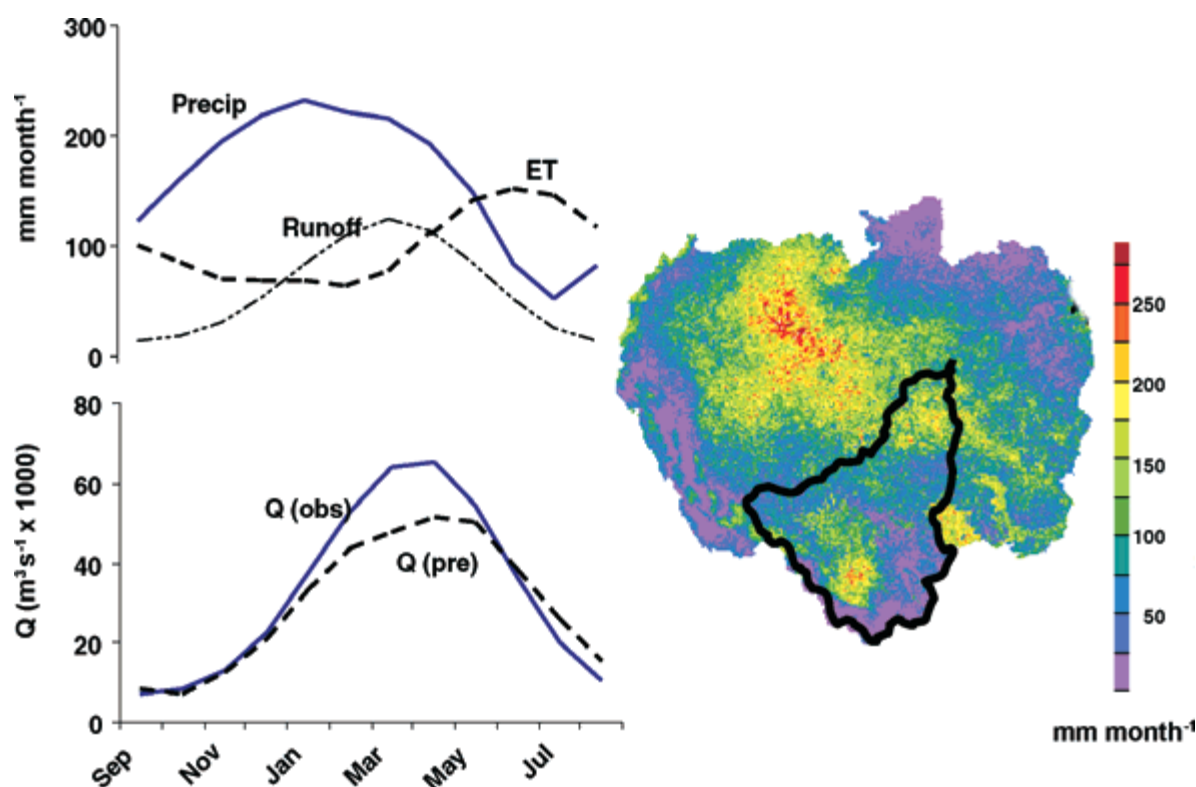 300
200
100
0
mm month-1
Precip
ET
Runoff
80
60
40
20
0
Q (m3s-1 x 1000)
Q (obs)
Q (pre)
Sep
Nov
Jan
Mar
May
Jul
250
200
150
100
50
mm month-1